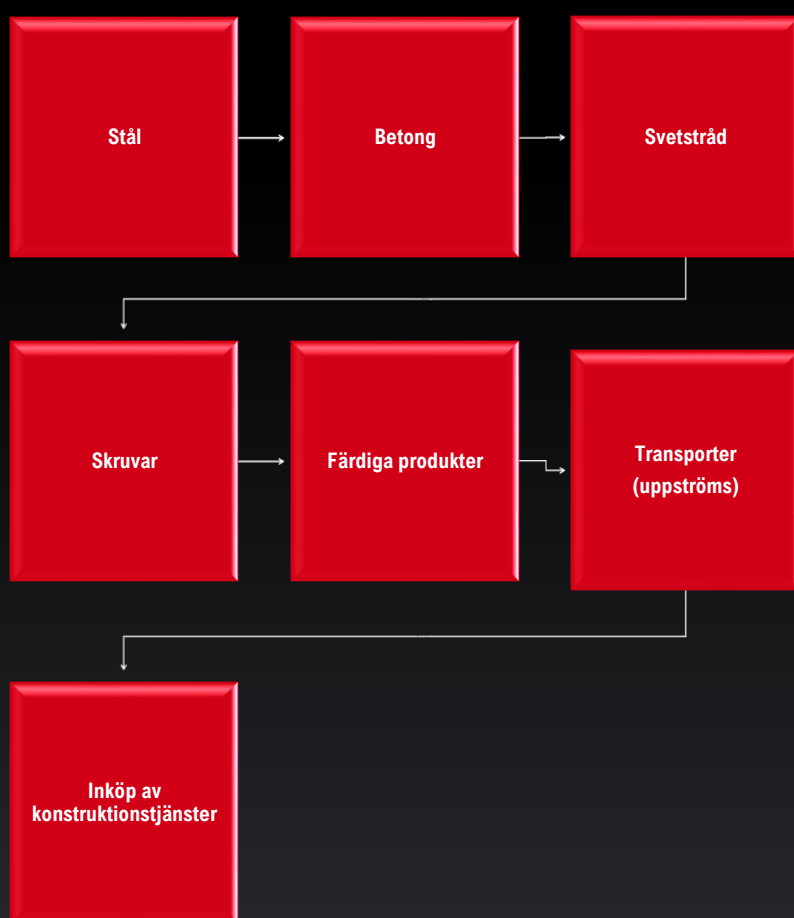 Stål
Betong
Svetstråd
Skruvar
Färdiga produkter
Transporter
(uppströms)
Inköp av
konstruktionstjänster